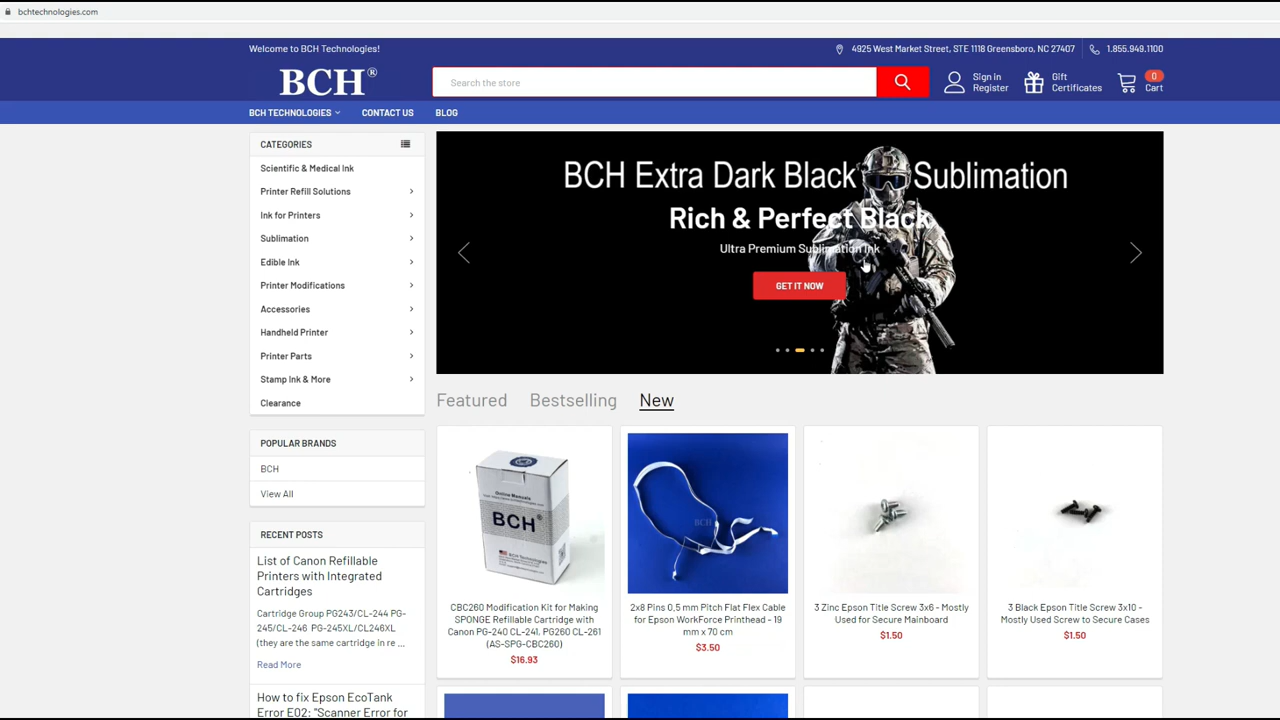 bchtechnologies.com
Welcome to BCH Technologies!
4925 West Market Street, STE 1118 Greensboro, NC 27407
1.855.949.1100
BCH®
Search the store
Sign in
Register
Gift
Certificates
0
Cart
BCH TECHNOLOGIES
CONTACT US
BLOG
CATEGORIES
Scientific & Medical Ink
Printer Refill Solutions
Ink for Printers
Sublimation
Edible Ink
Printer Modifications
Accessories
Handheld Printer
Printer Parts
Stamp Ink & More
Clearance
POPULAR BRANDS
BCH
View All
RECENT POSTS
List of Canon Refillable
Printers with Integrated
Cartridges
Cartridge Group PG243/CL-244 PG-
245/CL-246  PG-245XL/CL246XL
(they are the same cartridge in re ...
Read More
How to fix Epson EcoTank
Error E02: "Scanner Error for
BCH Extra Dark Black Sublimation
Rich & Perfect Black
Ultra Premium Sublimation Ink
GET IT NOW
Featured
Bestselling
New
Online Manuals
BCH®
BCH Technologies
CBC260 Modification Kit for Making
SPONGE Refillable Cartridge with
Canon PG-240 CL-241, PG260 CL-261
(AS-SPG-CBC260)
$16.93
BCH
2x8 Pins 0.5 mm Pitch Flat Flex Cable
for Epson WorkForce Printhead - 19
mm x 70 cm
$3.50
3 Zinc Epson Title Screw 3x6 - Mostly
Used for Secure Mainboard
$1.50
3 Black Epson Title Screw 3x10 -
Mostly Used Screw to Secure Cases
$1.50